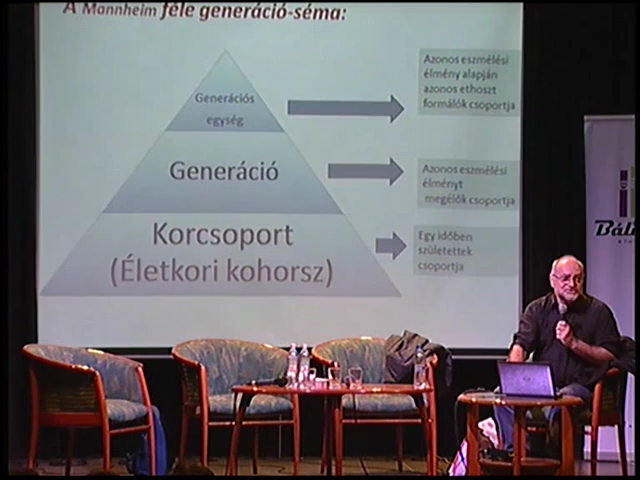 A Mannheim féle generáció-séma:
Generációs
egység
Azonos eszmélési
élmény alapján
azonos ethoszt
formálók csoportja
Generáció
Azonos eszmélési
élményt
megélők csoportja
Korcsoport
(Életkori kohorsz)
Egy időben
születettek
csoportja